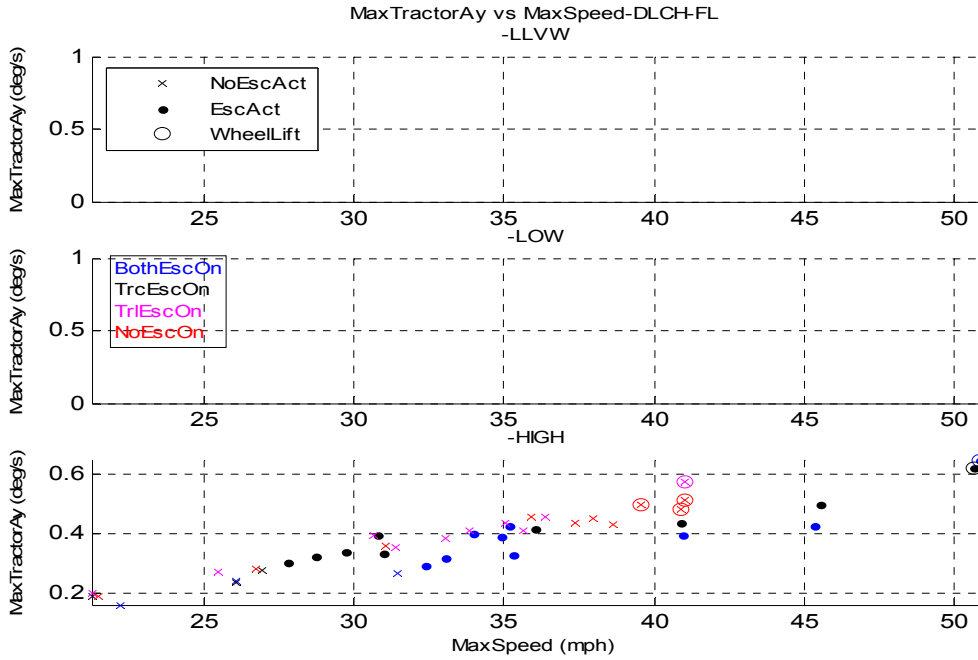 MaxTractorAy vs MaxSpeed-DLCH-FL
-LLVW
MaxTractorAy (deg/s)
1
0.5
0
NoEscAct
EscAct
WheelLift
25 30 35 40 45 50
-LOW
MaxTractorAy (deg/s)
1
0.5
0
BothEscOn
TrcEscOn
TrlEscOn
NoEscOn
25 30 35 40 45 50
-HIGH
MaxTractorAy (deg/s)
0.6
0.4
0.2
25 30 35 40 45 50
MaxSpeed (mph)